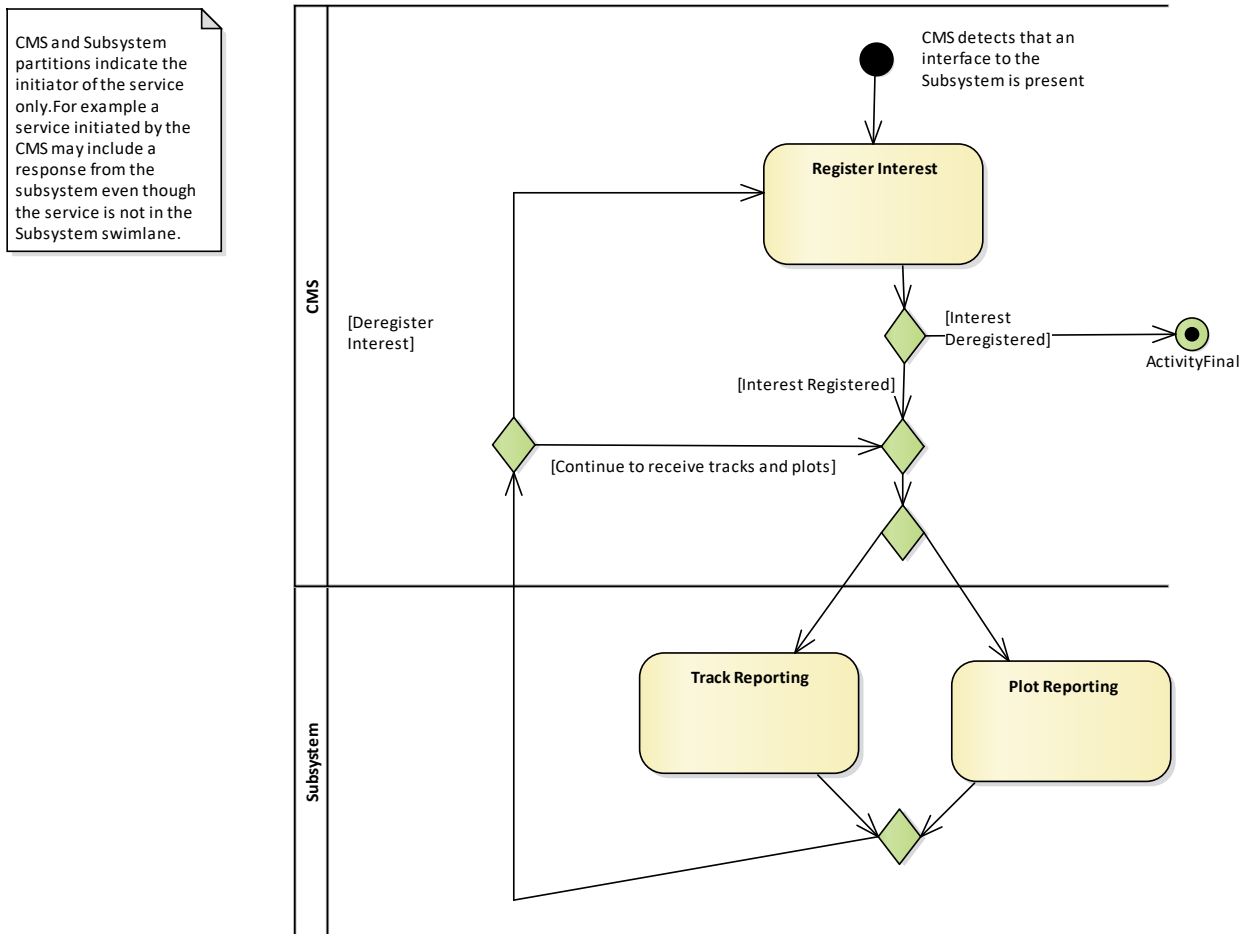 CMS and Subsystem
partitions indicate the
initiator of the service
only.For example a
service initiated by the
CMS may include a
response from the
subsystem even though
the service is not in the
Subsystem swimlane.
CMS detects that an
interface to the
Subsystem is present
Register Interest
CMS
[Deregister
Interest]
[Interest
Deregistered]
ActivityFinal
[Interest Registered]
[Continue to receive tracks and plots]
Subsystem
Track Reporting
Plot Reporting